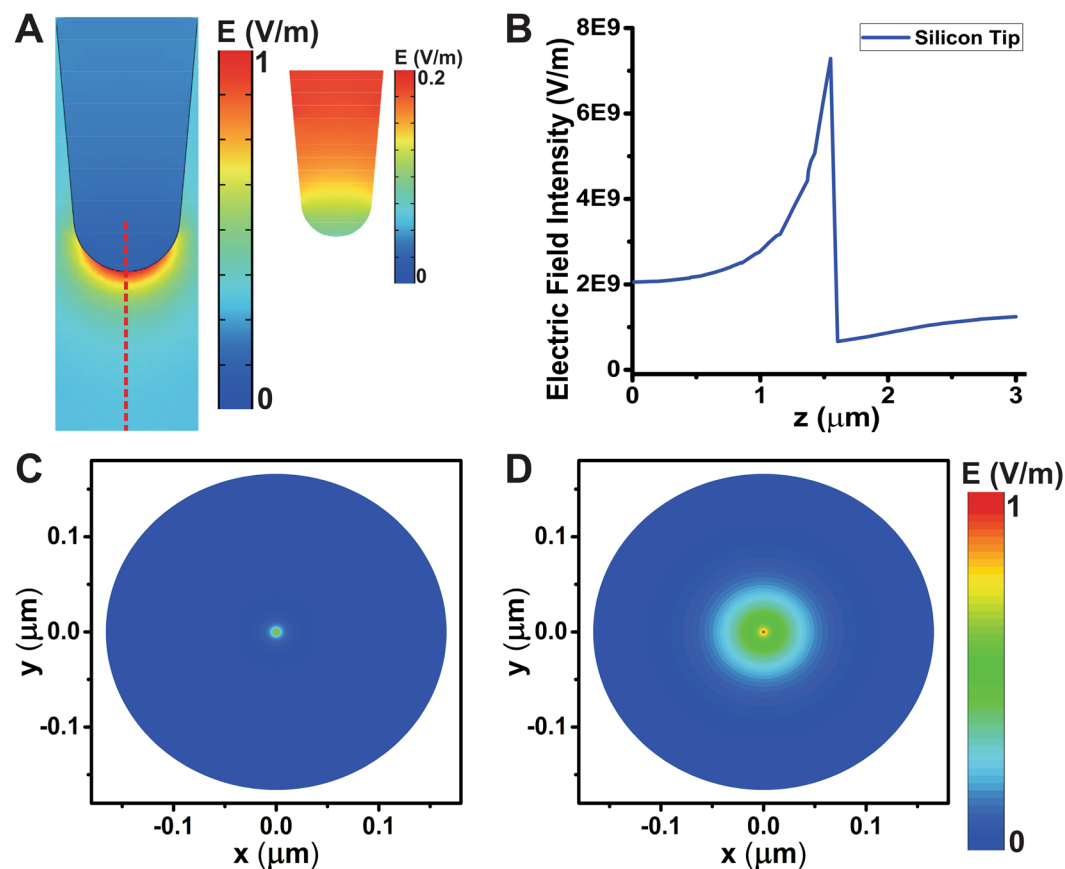 A
E (V/m)
1
0
E (V/m)
0.2
0
B
Silicon Tip
Electric Field Intensity (V/m)
8E9
6E9
4E9
2E9
0
0
1
2
3
z (μm)
C
y (μm)
0.1
0.0
-0.1
-0.1
0.0
0.1
x (μm)
D
y (μm)
0.1
0.0
-0.1
-0.1
0.0
0.1
x (μm)
E (V/m)
1
0